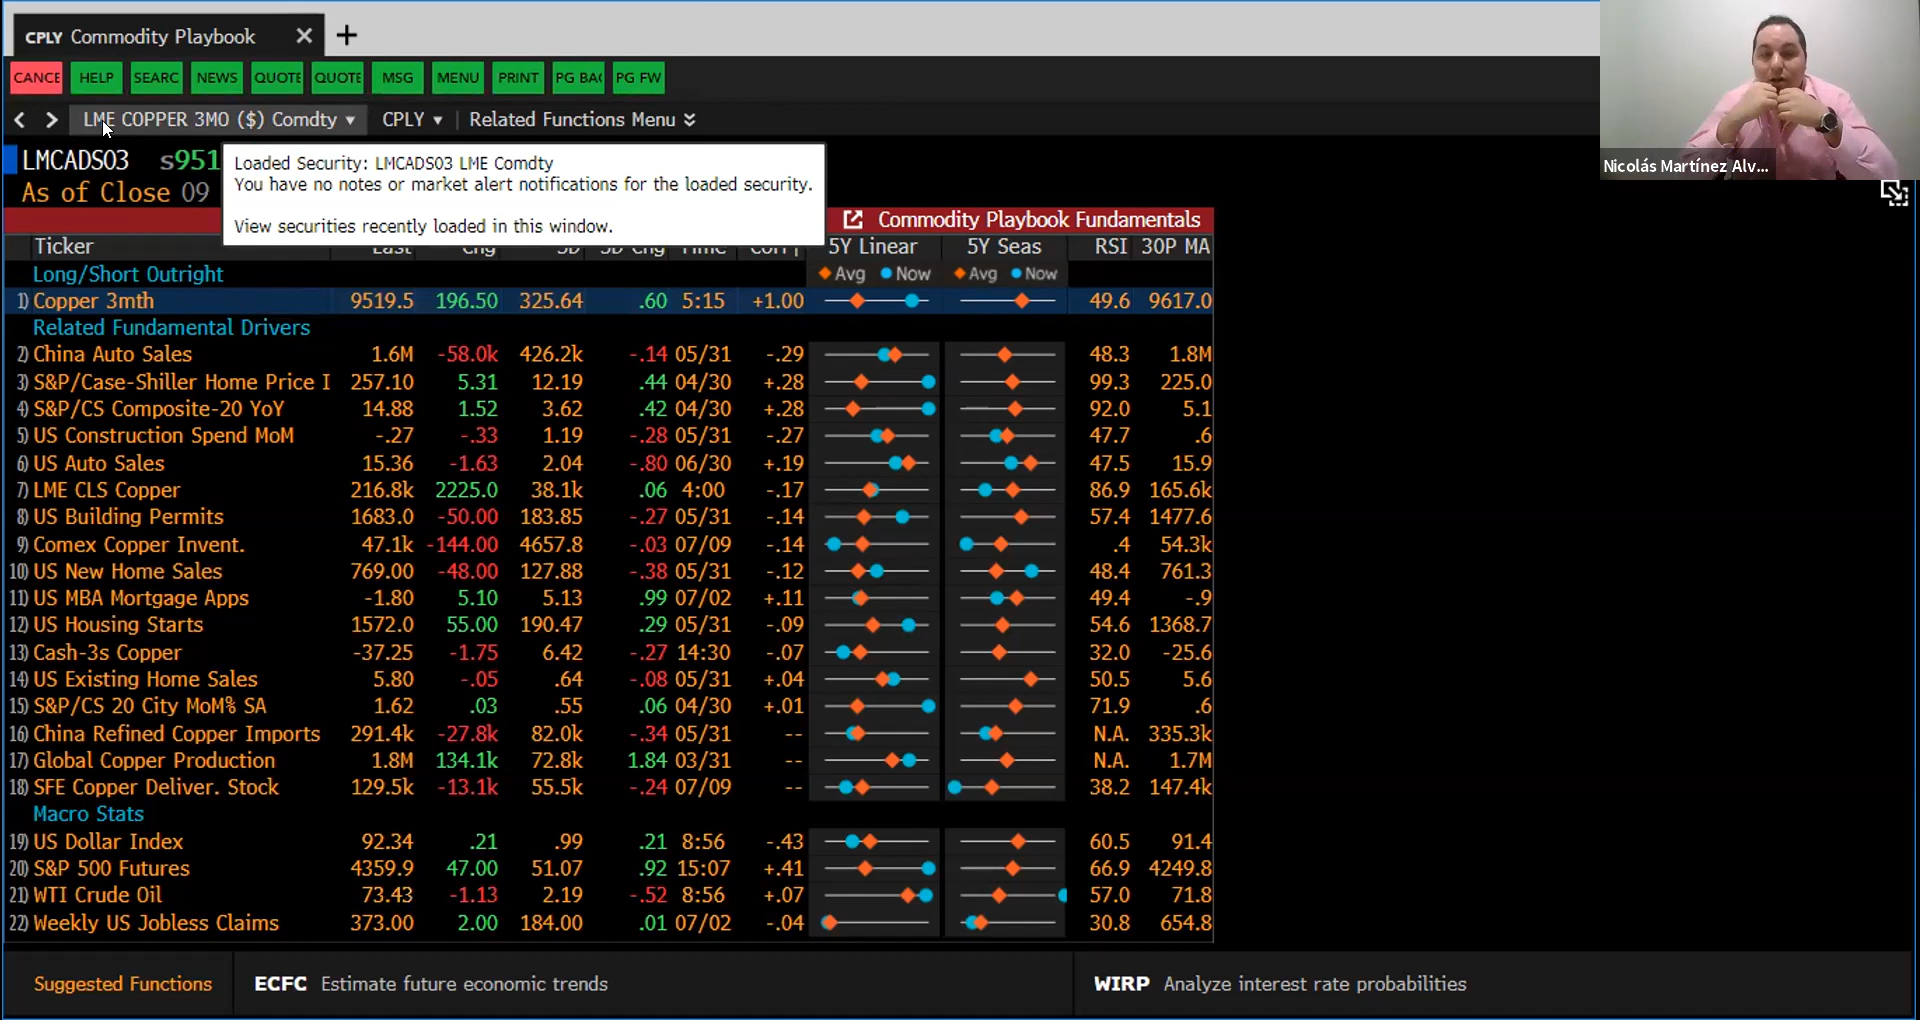 CPLY Commodity Playbook
CANCE HELP SEARC NEWS QUOTE QUOTE MSG MENU PRINT PG BAC PG FW
LME COPPER 3MO ($) Comdty CPLY Related Functions Menu
Nicolás Martínez Alv...
LMCADS03 s951
As of Close 09
Loaded Security: LMCADS03 LME Comdty
You have no notes or market alert notifications for the loaded security.
View securities recently loaded in this window.
Commodity Playbook Fundamentals
Ticker Last Chg SD SD Chg Time Corr 5Y Linear 5Y Seas RSI 30P MA
Long/Short Outright Avg Now Avg Now
1) Copper 3mth 9519.5 196.50 325.64 .60 5:15 +1.00 49.6 9617.0
Related Fundamental Drivers
2) China Auto Sales 1.6M -58.0k 426.2k -.14 05/31 -.29 48.3 1.8M
3) S&P/Case-Shiller Home Price I 257.10 5.31 12.19 .44 04/30 +.28 99.3 225.0
4) S&P/CS Composite-20 YoY 14.88 1.52 3.62 .42 04/30 +.28 92.0 5.1
5) US Construction Spend MoM -.27 -.33 1.19 -.28 05/31 -.27 47.7 .6
6) US Auto Sales 15.36 -1.63 2.04 -.80 06/30 +.19 47.5 15.9
7) LME CLS Copper 216.8k 2225.0 38.1k .06 4:00 -.17 86.9 165.6k
8) US Building Permits 1683.0 -50.00 183.85 -.27 05/31 -.14 57.4 1477.6
9) Comex Copper Invent. 47.1k -144.00 4657.8 -.03 07/09 -.14 .4 54.3k
10) US New Home Sales 769.00 -48.00 127.88 -.38 05/31 -.12 48.4 761.3
11) US MBA Mortgage Apps -1.80 5.10 5.13 .99 07/02 +.11 49.4 -.9
12) US Housing Starts 1572.0 55.00 190.47 .29 05/31 -.09 54.6 1368.7
13) Cash-3s Copper -37.25 -1.75 6.42 -.27 14:30 -.07 32.0 -25.6
14) US Existing Home Sales 5.80 -.05 .64 -.08 05/31 +.04 50.5 5.6
15) S&P/CS 20 City MoM% SA 1.62 .03 .55 .06 04/30 +.01 71.9 .6
16) China Refined Copper Imports 291.4k -27.8k 82.0k -.34 05/31 -- N.A. 335.3k
17) Global Copper Production 1.8M 134.1k 72.8k 1.84 03/31 -- N.A. 1.7M
18) SFE Copper Deliver. Stock 129.5k -13.1k 55.5k -.24 07/09 -- 38.2 147.4k
Macro Stats
19) US Dollar Index 92.34 .21 .99 .21 8:56 -.43 60.5 91.4
20) S&P 500 Futures 4359.9 47.00 51.07 .92 15:07 +.41 66.9 4249.8
21) WTI Crude Oil 73.43 -1.13 2.19 -.52 8:56 +.07 57.0 71.8
22) Weekly US Jobless Claims 373.00 2.00 184.00 .01 07/02 -.04 30.8 654.8
Suggested Functions ECFC Estimate future economic trends WIRP Analyze interest rate probabilities